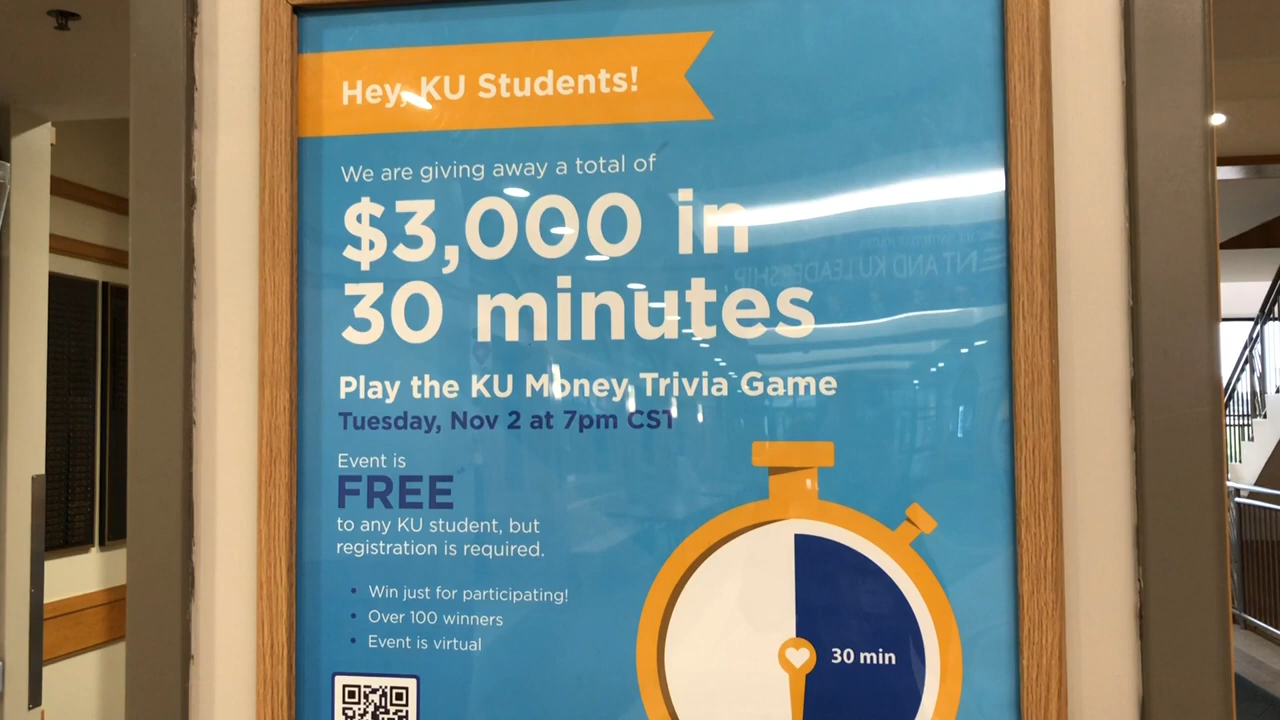 Hey, KU Students!
We are giving away a total of
$3,000 in
30 minutes
Play the KU Money Trivia Game
Tuesday, Nov 2 at 7pm CST
Event is
FREE
to any KU student, but
registration is required.
• Win just for participating!
• Over 100 winners
• Event is virtual
30 min